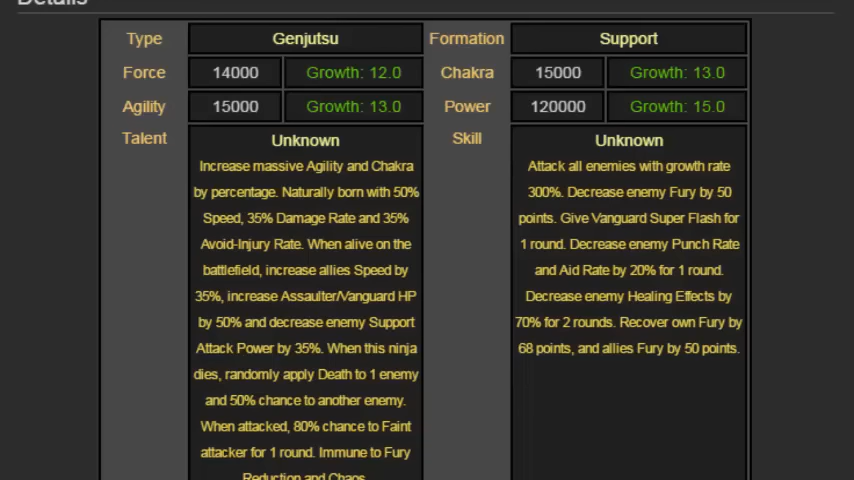 Details
Type
Genjutsu
Formation
Support
Force
14000
Growth: 12.0
Chakra
15000
Growth: 13.0
Agility
15000
Growth: 13.0
Power
120000
Growth: 15.0
Talent
Unknown
Increase massive Agility and Chakra
by percentage. Naturally born with 50%
Speed, 35% Damage Rate and 35%
Avoid-Injury Rate. When alive on the
battlefield, increase allies Speed by
35%, increase Assaulter/Vanguard HP
by 50% and decrease enemy Support
Attack Power by 35%. When this ninja
dies, randomly apply Death to 1 enemy
and 50% chance to another enemy.
When attacked, 80% chance to Faint
attacker for 1 round. Immune to Fury
Reduction and Chaos.
Skill
Unknown
Attack all enemies with growth rate
300%. Decrease enemy Fury by 50
points. Give Vanguard Super Flash for
1 round. Decrease enemy Punch Rate
and Aid Rate by 20% for 1 round.
Decrease enemy Healing Effects by
70% for 2 rounds. Recover own Fury by
68 points, and allies Fury by 50 points.